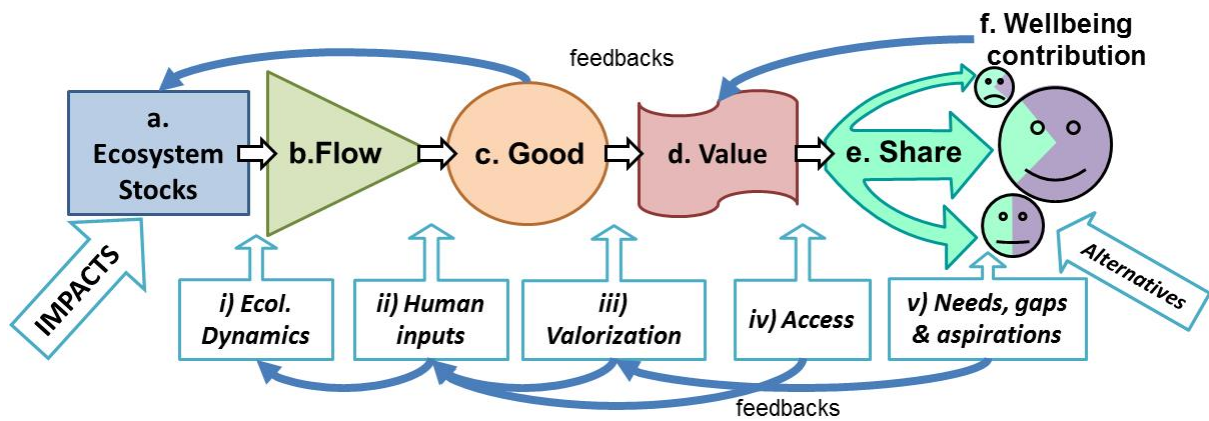 f. Wellbeing
contribution
feedbacks
a.
Ecosystem
Stocks
b.Flow
c. Good
d. Value
e. Share
IMPACTS
i) Ecol.
Dynamics
ii) Human
inputs
iii)
Valorization
iv) Access
v) Needs, gaps
& aspirations
Alternatives
feedbacks